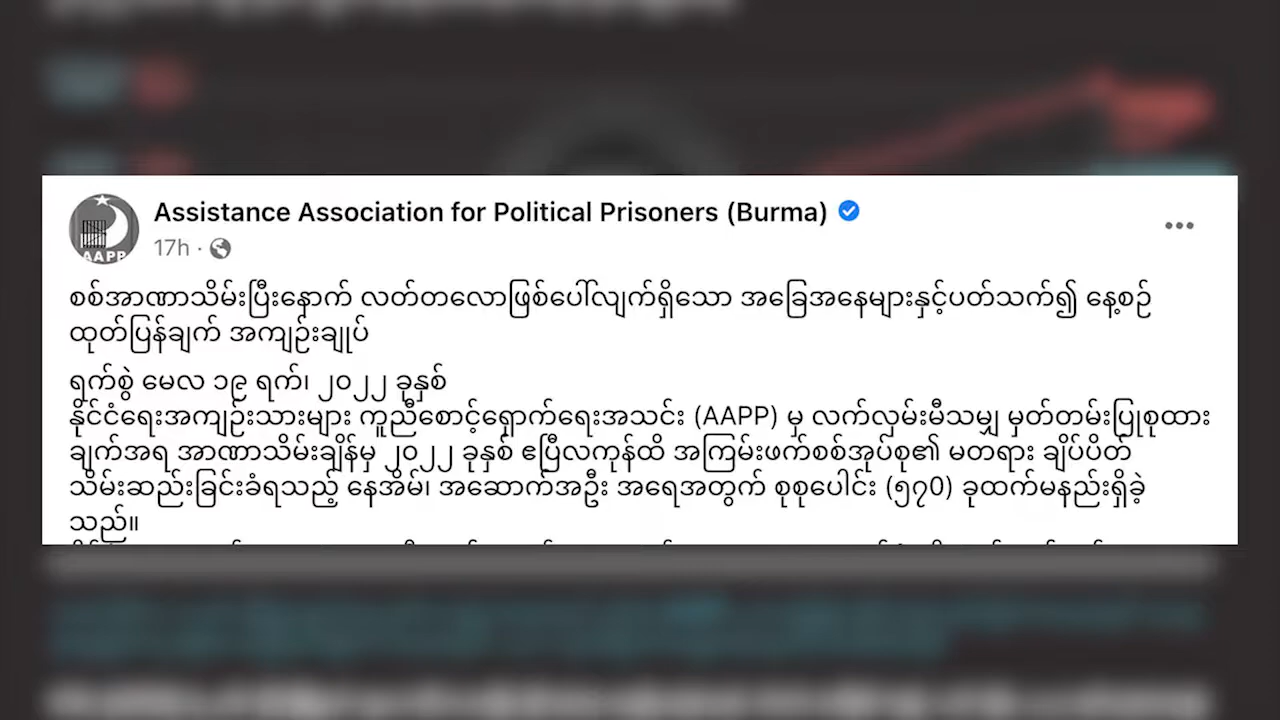 Assistance Association for Political Prisoners (Burma)
17h ·
AAPP
စစ်အာဏာသိမ်းပြီးနောက် လတ်တလောဖြစ်ပေါ်လျက်ရှိသော အခြေအနေများနှင့်ပတ်သက်၍ နေ့စဉ်
ထုတ်ပြန်ချက် အကျဉ်းချုပ်
ရက်စွဲ မေလ ၁၉ ရက်၊ ၂၀၂၂ ခုနှစ်
နိုင်ငံရေးအကျဉ်းသားများ ကူညီစောင့်ရှောက်ရေးအသင်း (AAPP) မှ လက်လှမ်းမီသမျှ မှတ်တမ်းပြုစုထား
ချက်အရ အာဏာသိမ်းချိန်မှ ၂၀၂၂ ခုနှစ် ဧပြီလကုန်ထိ အကြမ်းဖက်စစ်အုပ်စု၏ မတရား ချိပ်ပိတ်
သိမ်းဆည်းခြင်းခံရသည့် နေအိမ်၊ အဆောက်အဦး အရေအတွက် စုစုပေါင်း (၅၇၀) ခုထက်မနည်းရှိခဲ့
သည်။